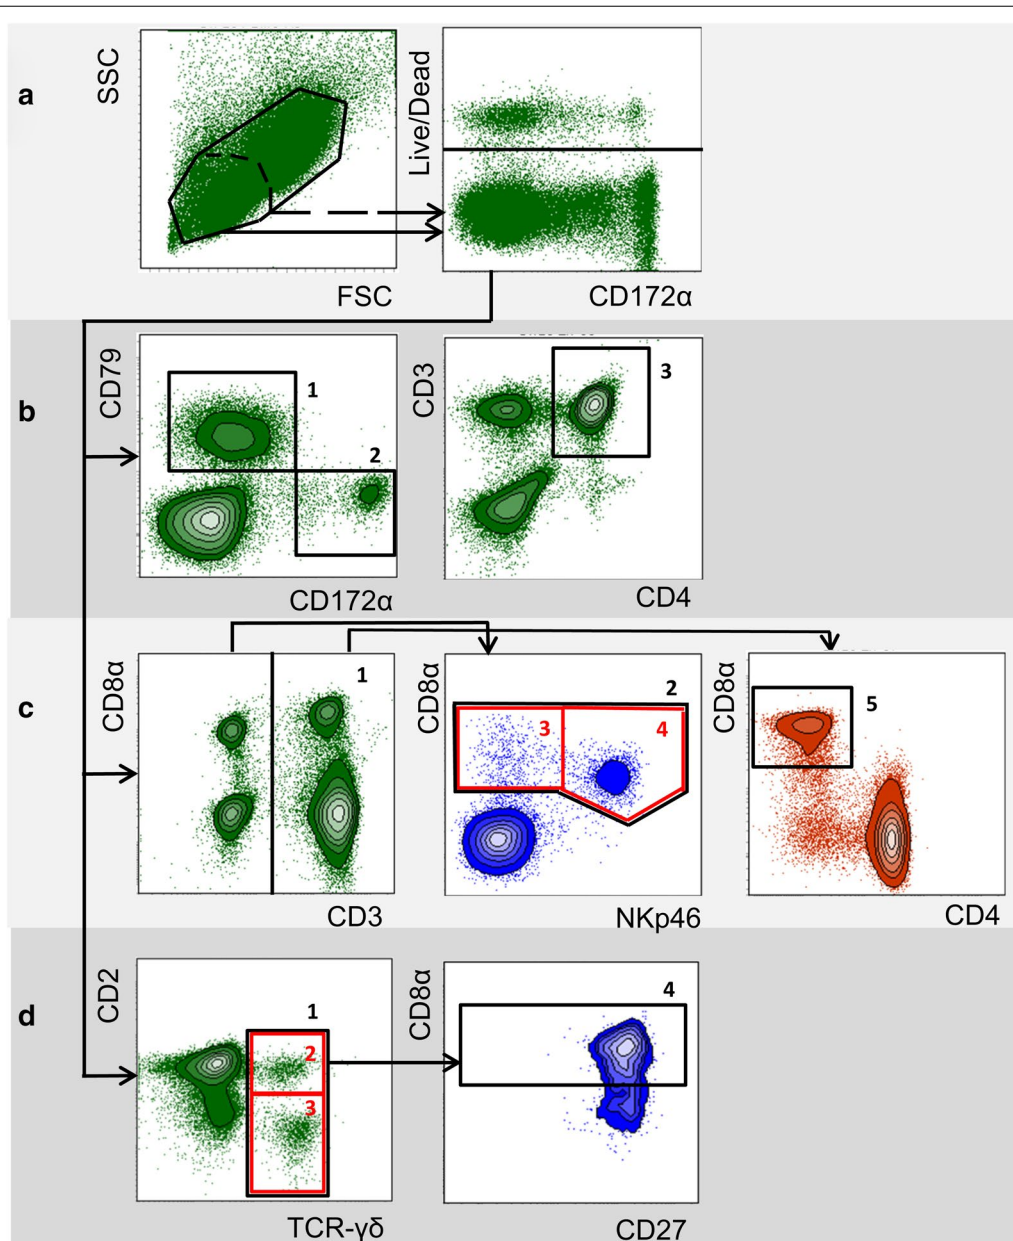 a
SSC
FSC
Live/Dead
CD172α
b
CD79
1
2
CD172α
CD3
3
CD4
c
CD8α
1
CD3
CD8α
2
3
4
NKp46
CD8α
5
CD4
d
CD2
1
2
3
TCR-γδ
CD8α
4
CD27